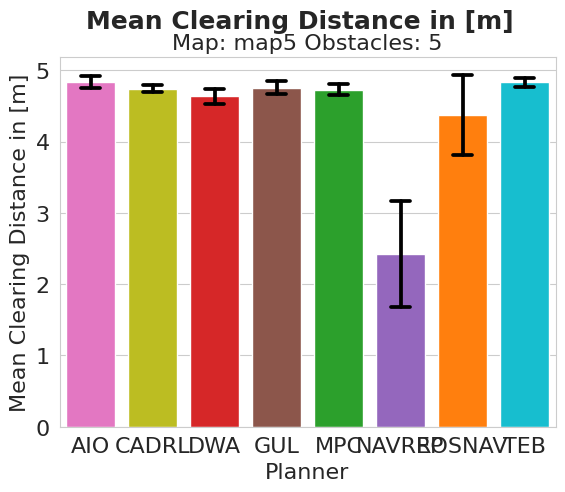 Mean Clearing Distance in [m]
Map: map5 Obstacles: 5
Mean Clearing Distance in [m]
5
4
3
2
1
0
AIO CADRL DWA GUL MPC NAVREP ROSNAV TEB
Planner